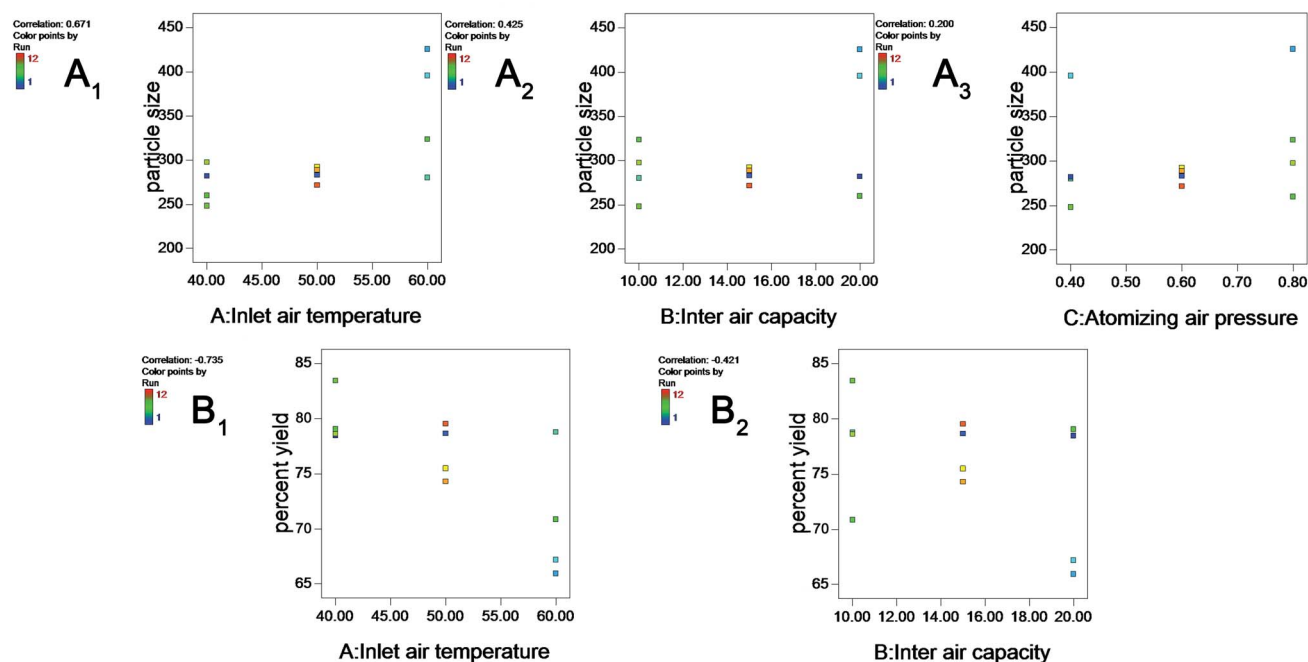 Correlation: 0.671
Color points by
Run
12
1
A1
450
400
350
300
250
200
particle size
40.00 45.00 50.00 55.00 60.00
A:Inlet air temperature
Correlation: 0.425
Color points by
Run
12
1
A2
450
400
350
300
250
200
particle size
10.00 12.00 14.00 16.00 18.00 20.00
B:Inter air capacity
Correlation: 0.200
Color points by
Run
12
1
A3
450
400
350
300
250
200
particle size
0.40 0.50 0.60 0.70 0.80
C:Atomizing air pressure
Correlation: -0.735
Color points by
Run
12
1
B1
85
80
75
70
65
percent yield
40.00 45.00 50.00 55.00 60.00
A:Inlet air temperature
Correlation: -0.421
Color points by
Run
12
1
B2
85
80
75
70
65
percent yield
10.00 12.00 14.00 16.00 18.00 20.00
B:Inter air capacity